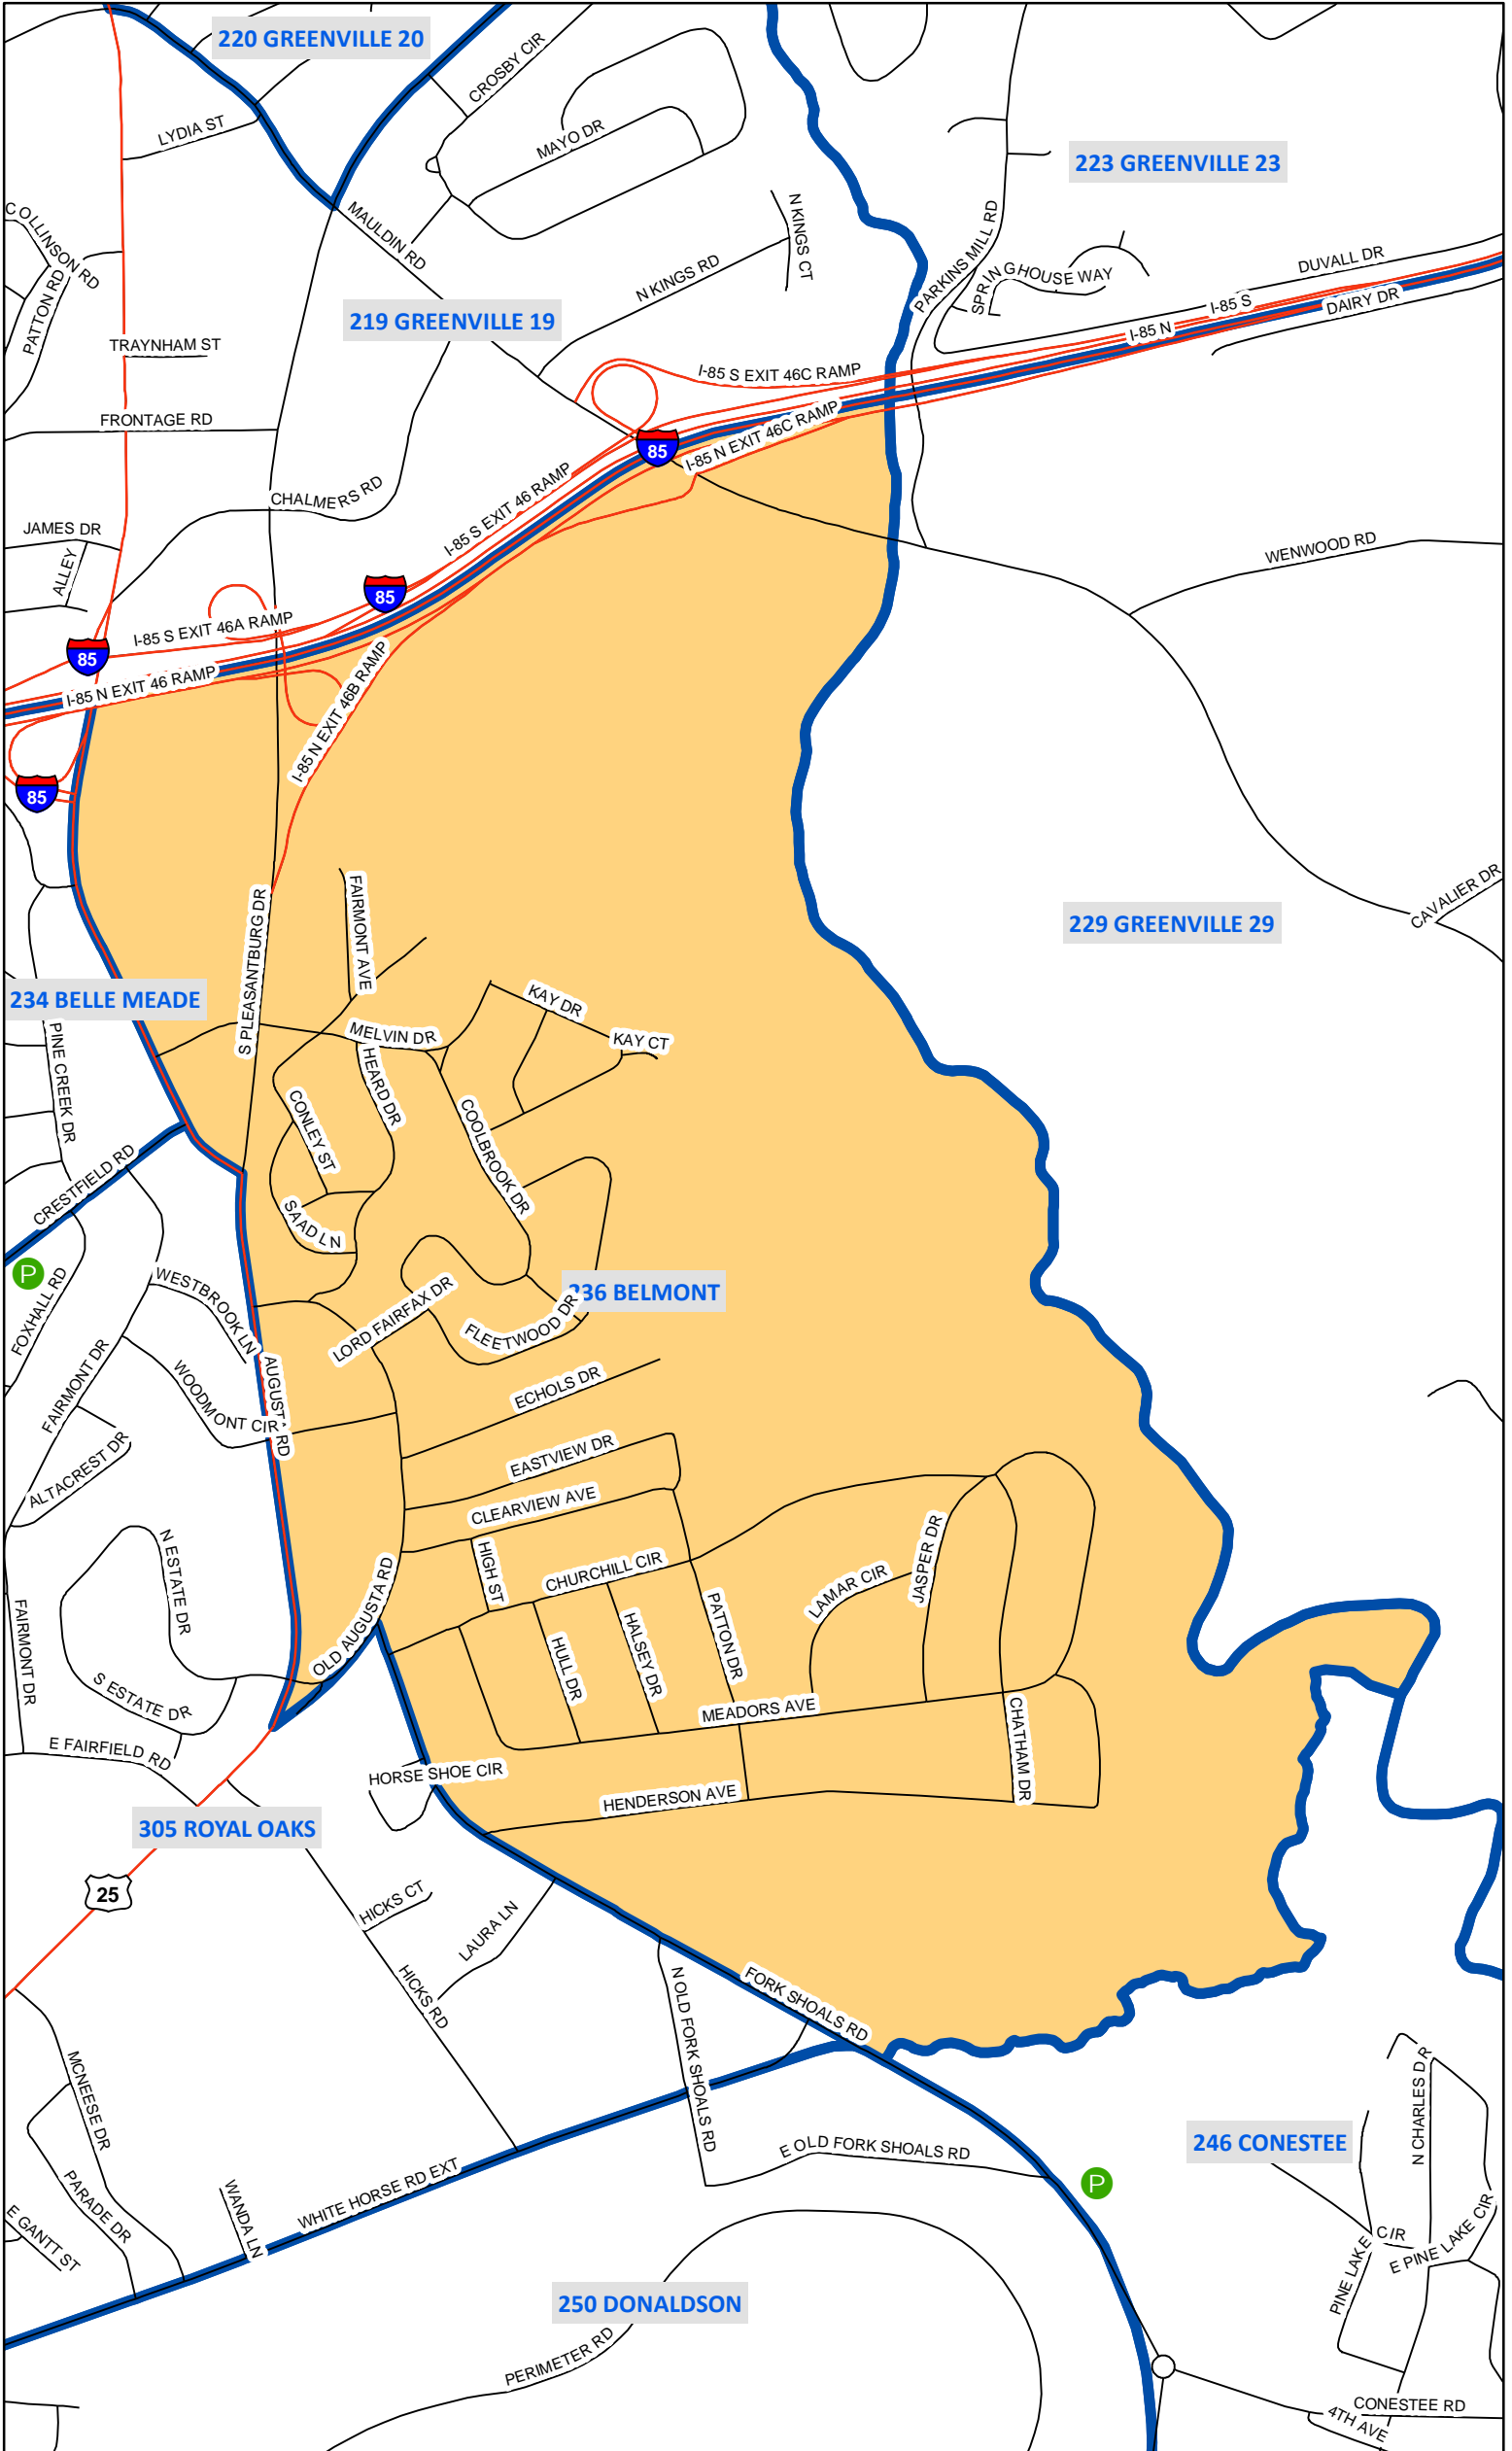 220 GREENVILLE 20
CROSBY CIR
LYDIA ST
MAYO DR
223 GREENVILLE 23
COLLINSON RD
MAULDIN RD
N KINGS CT
PARKINS MILL RD
PATTON RD
N KINGS RD
SPRINGHOUSE WAY
DUVALL DR
I-85 S
DAIRY DR
I-85 N
219 GREENVILLE 19
TRAYNHAM ST
I-85 S EXIT 46C RAMP
FRONTAGE RD
I-85 N EXIT 46C RAMP
85
CHALMERS RD
I-85 S EXIT 46 RAMP
JAMES DR
WENWOOD RD
ALLEY
85
I-85 S EXIT 46A RAMP
85
I-85 N EXIT 46 RAMP
I-85 N EXIT 46B RAMP
85
S PLEASANTBURG DR
FAIRMONT AVE
CAVALIER DR
229 GREENVILLE 29
234 BELLE MEADE
KAY DR
MELVIN DR
KAY CT
PINE CREEK DR
HEARD DR
CONLEY ST
COOLBROOK DR
CRESTFIELD RD
SAAD LN
P
FOXHALL RD
WESTBROOK LN
LORD FAIRFAX DR
236 BELMONT
FLEETWOOD DR
FAIRMONT DR
WOODMONT CIR
AUGUSTA RD
ECHOLS DR
ALTACREST DR
EASTVIEW DR
CLEARVIEW AVE
N ESTATE DR
HIGH ST
CHURCHILL CIR
JASPER DR
LAMAR CIR
FAIRMONT DR
OLD AUGUSTA RD
HULL DR
HALSEY DR
PATTON DR
S ESTATE DR
MEADORS AVE
CHATHAM DR
E FAIRFIELD RD
HORSE SHOE CIR
HENDERSON AVE
305 ROYAL OAKS
25
HICKS CT
LAURA LN
HICKS RD
N OLD FORK SHOALS RD
FORK SHOALS RD
MCNEESE DR
N CHARLES DR
246 CONESTEE
E OLD FORK SHOALS RD
P
PARADE DR
WANDA LN
WHITE HORSE RD EXT
E GANTT ST
PINE LAKE CIR
E PINE LAKE CIR
250 DONALDSON
PERIMETER RD
CONESTEE RD
4TH AVE